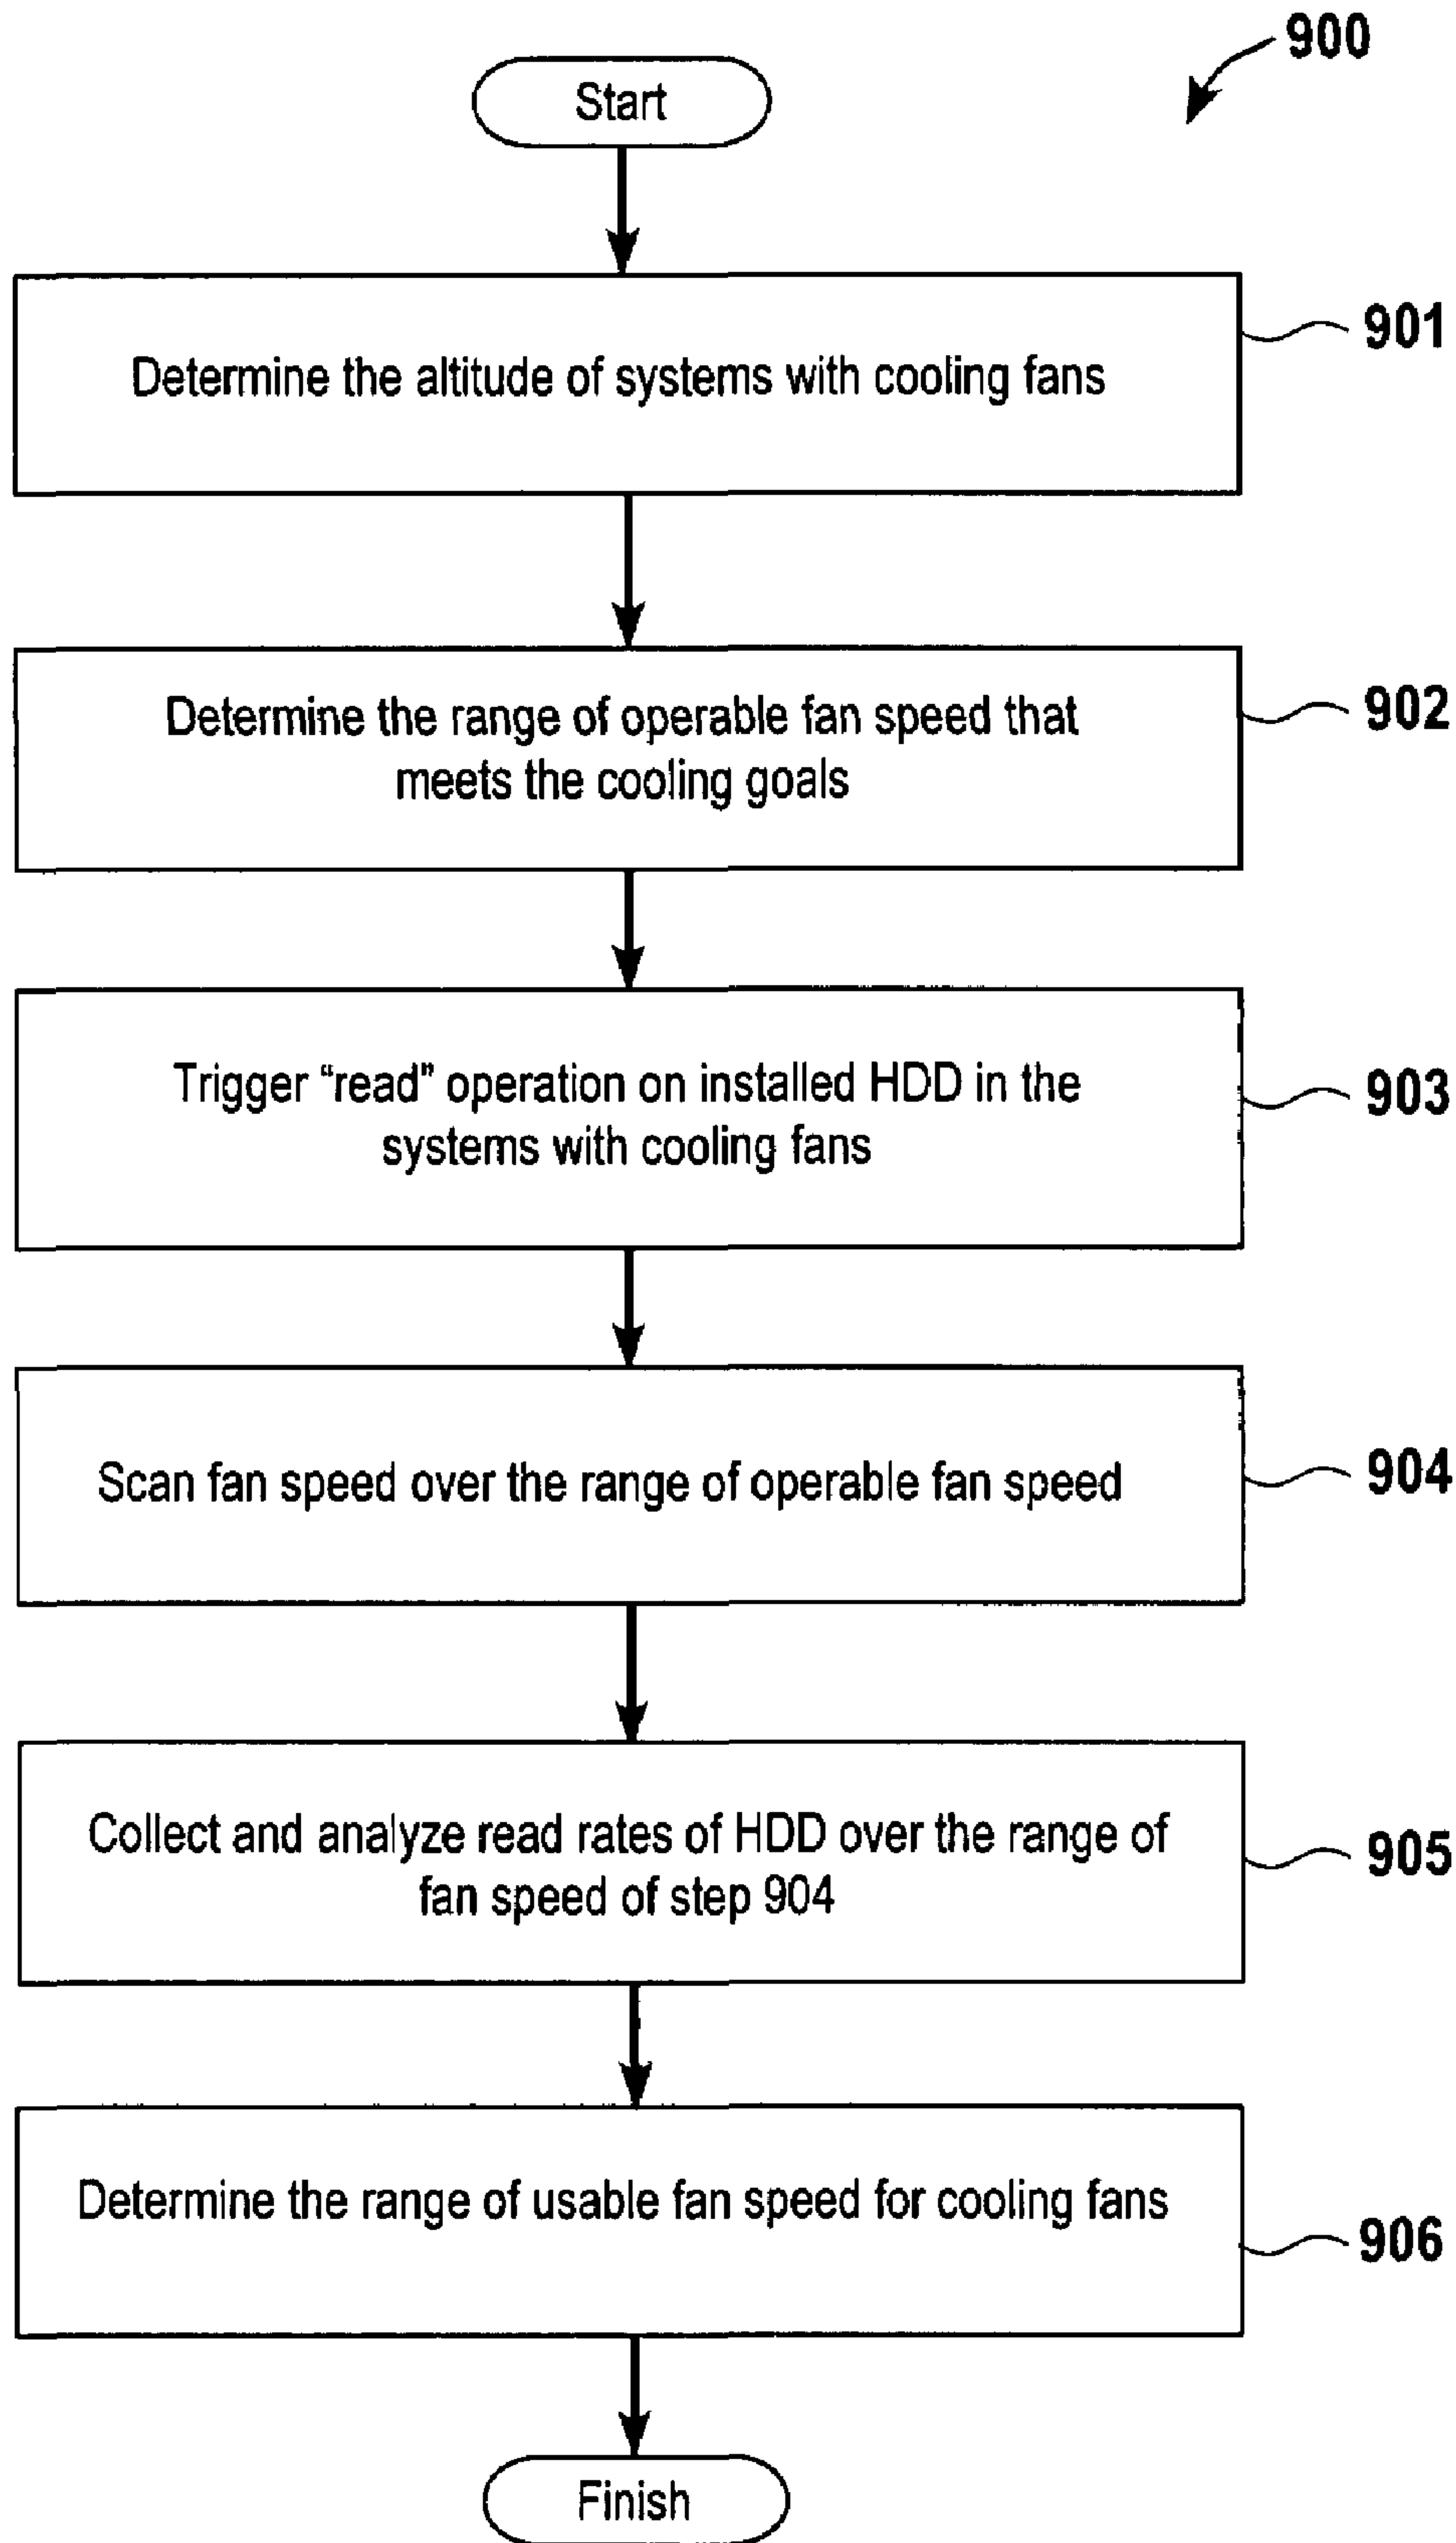 900
Start
Determine the altitude of systems with cooling fans
901
Determine the range of operable fan speed that
meets the cooling goals
902
Trigger “read” operation on installed HDD in the
systems with cooling fans
903
Scan fan speed over the range of operable fan speed
904
Collect and analyze read rates of HDD over the range of
fan speed of step 904
905
Determine the range of usable fan speed for cooling fans
906
Finish